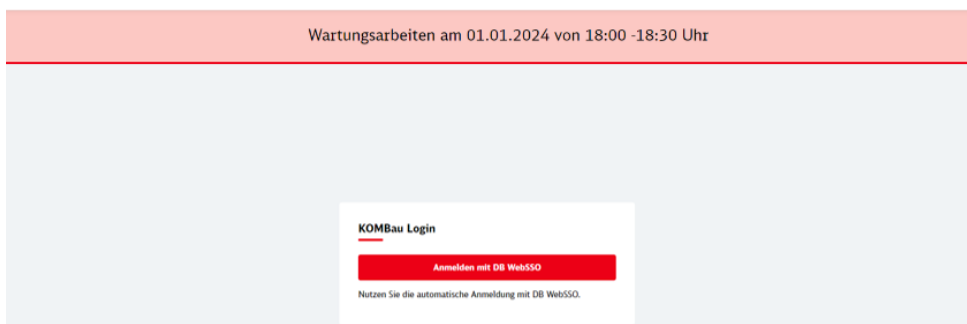 Wartungsarbeiten am 01.01.2024 von 18:00 -18:30 Uhr
KOMBau Login
Anmelden mit DB WebSSO
Nutzen Sie die automatische Anmeldung mit DB WebSSO.